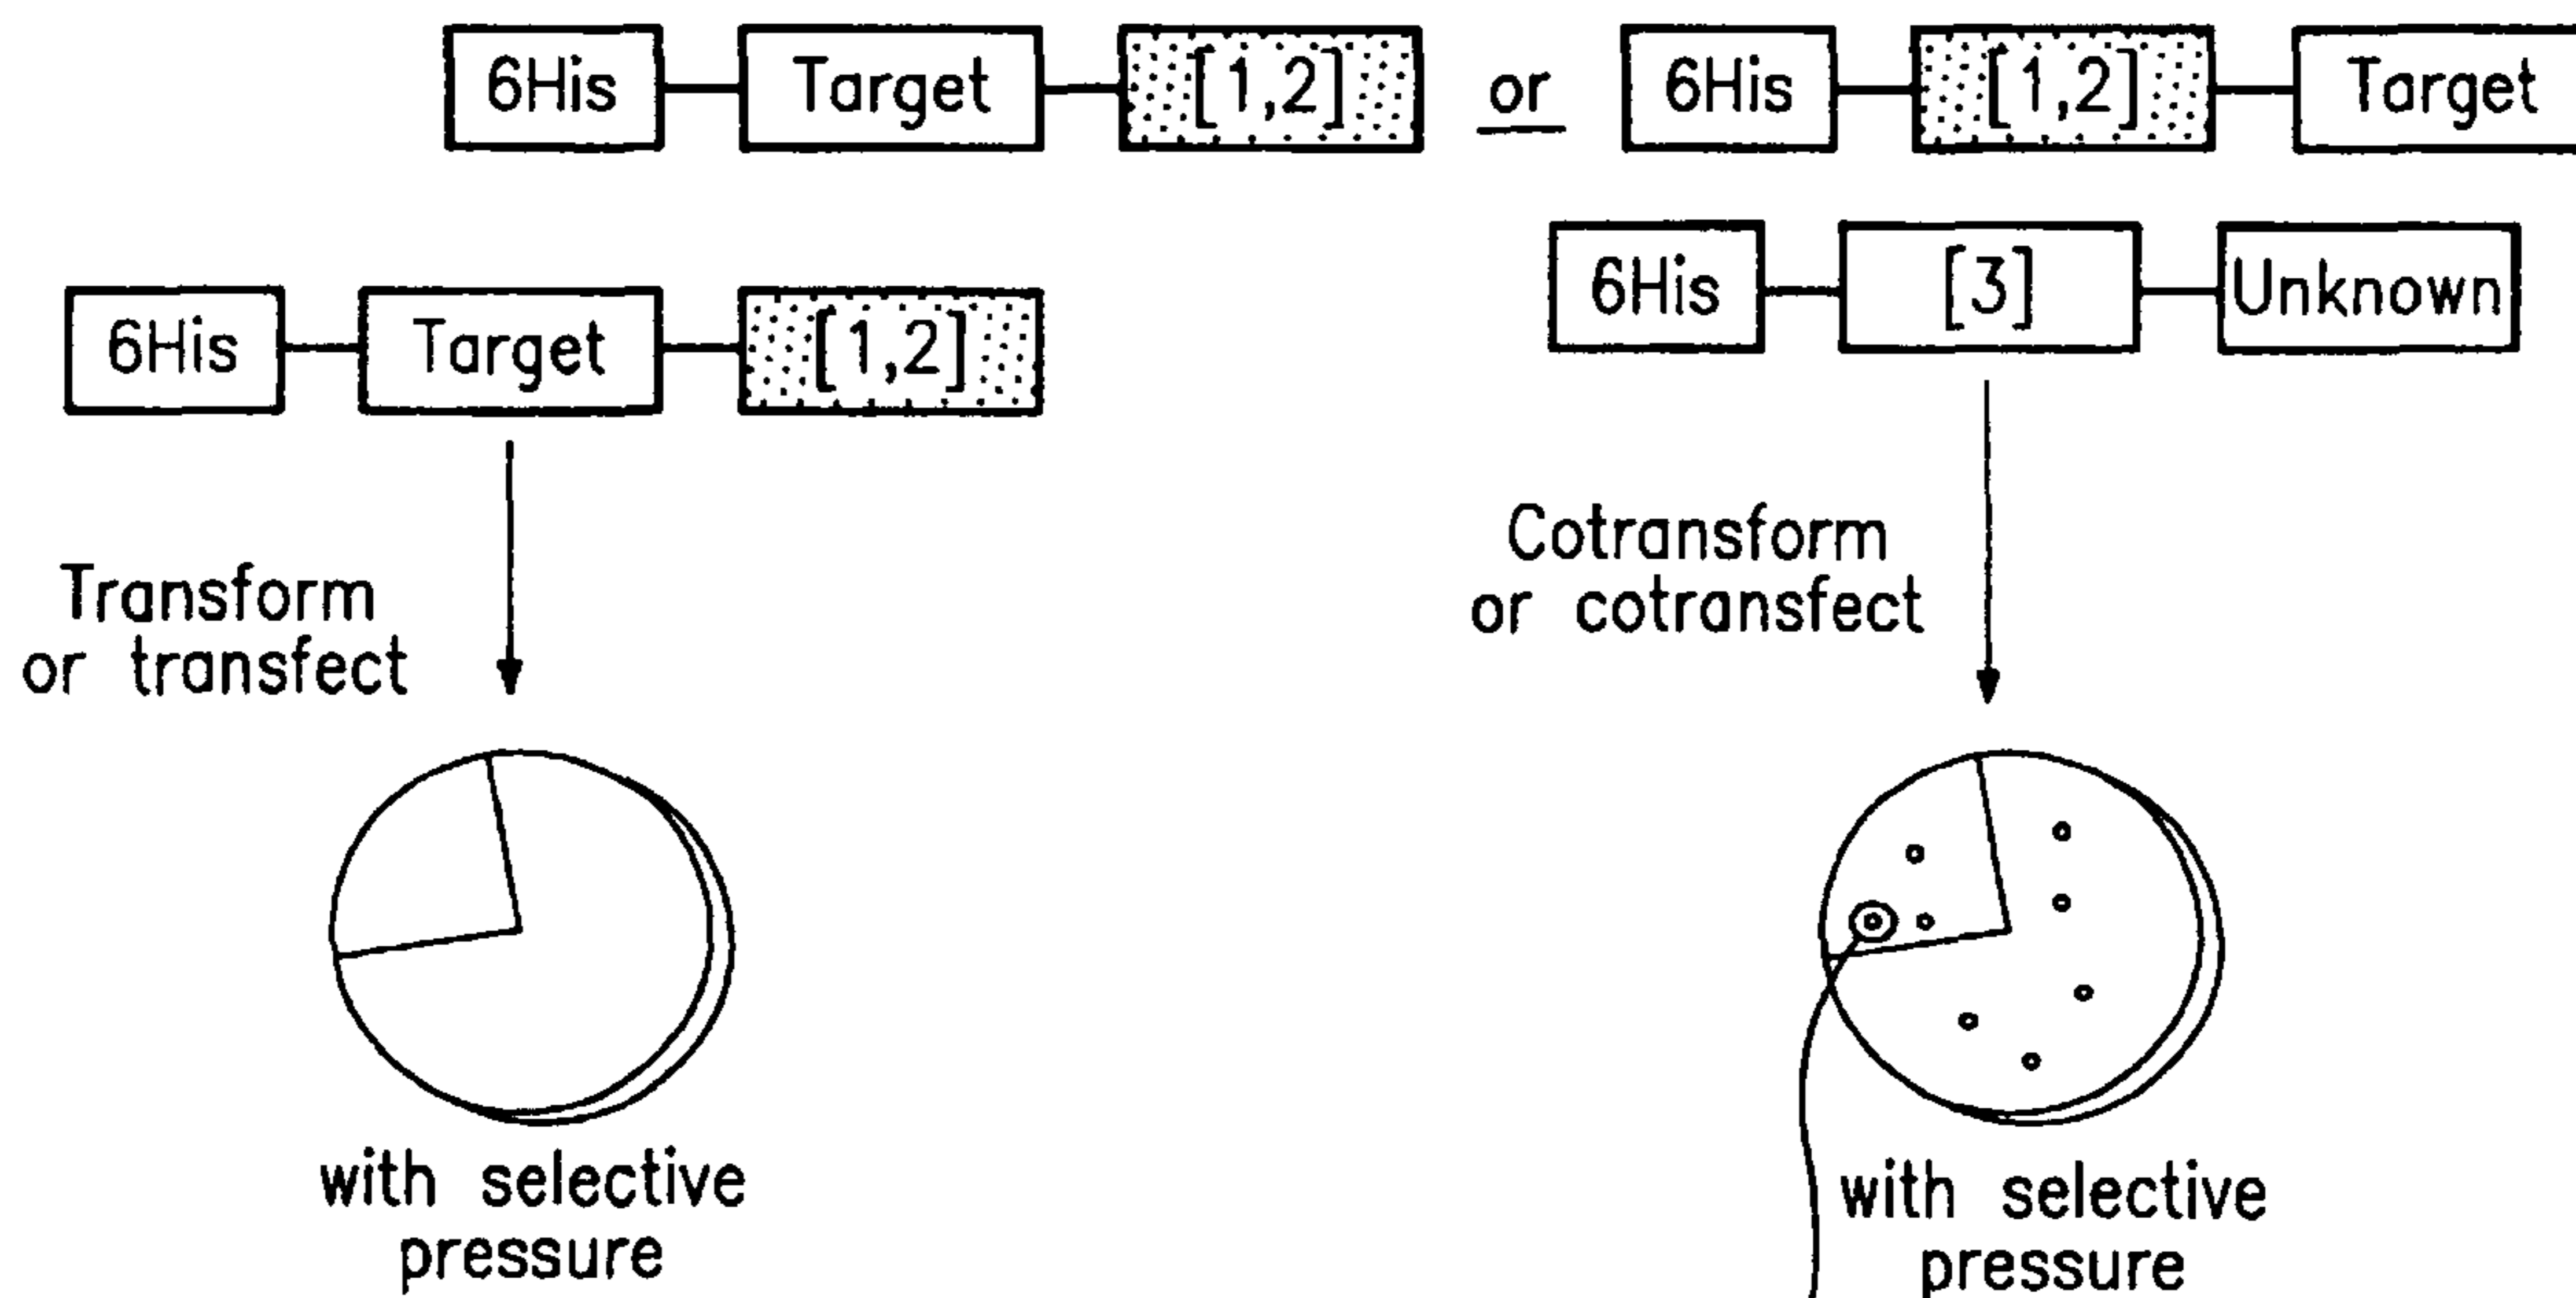 6His Target [1,2] or 6His [1,2] Target
6His [3] Unknown
6His Target [1,2]
Transform
or transfect
Cotransform
or cotransfect
with selective
pressure
with selective
pressure